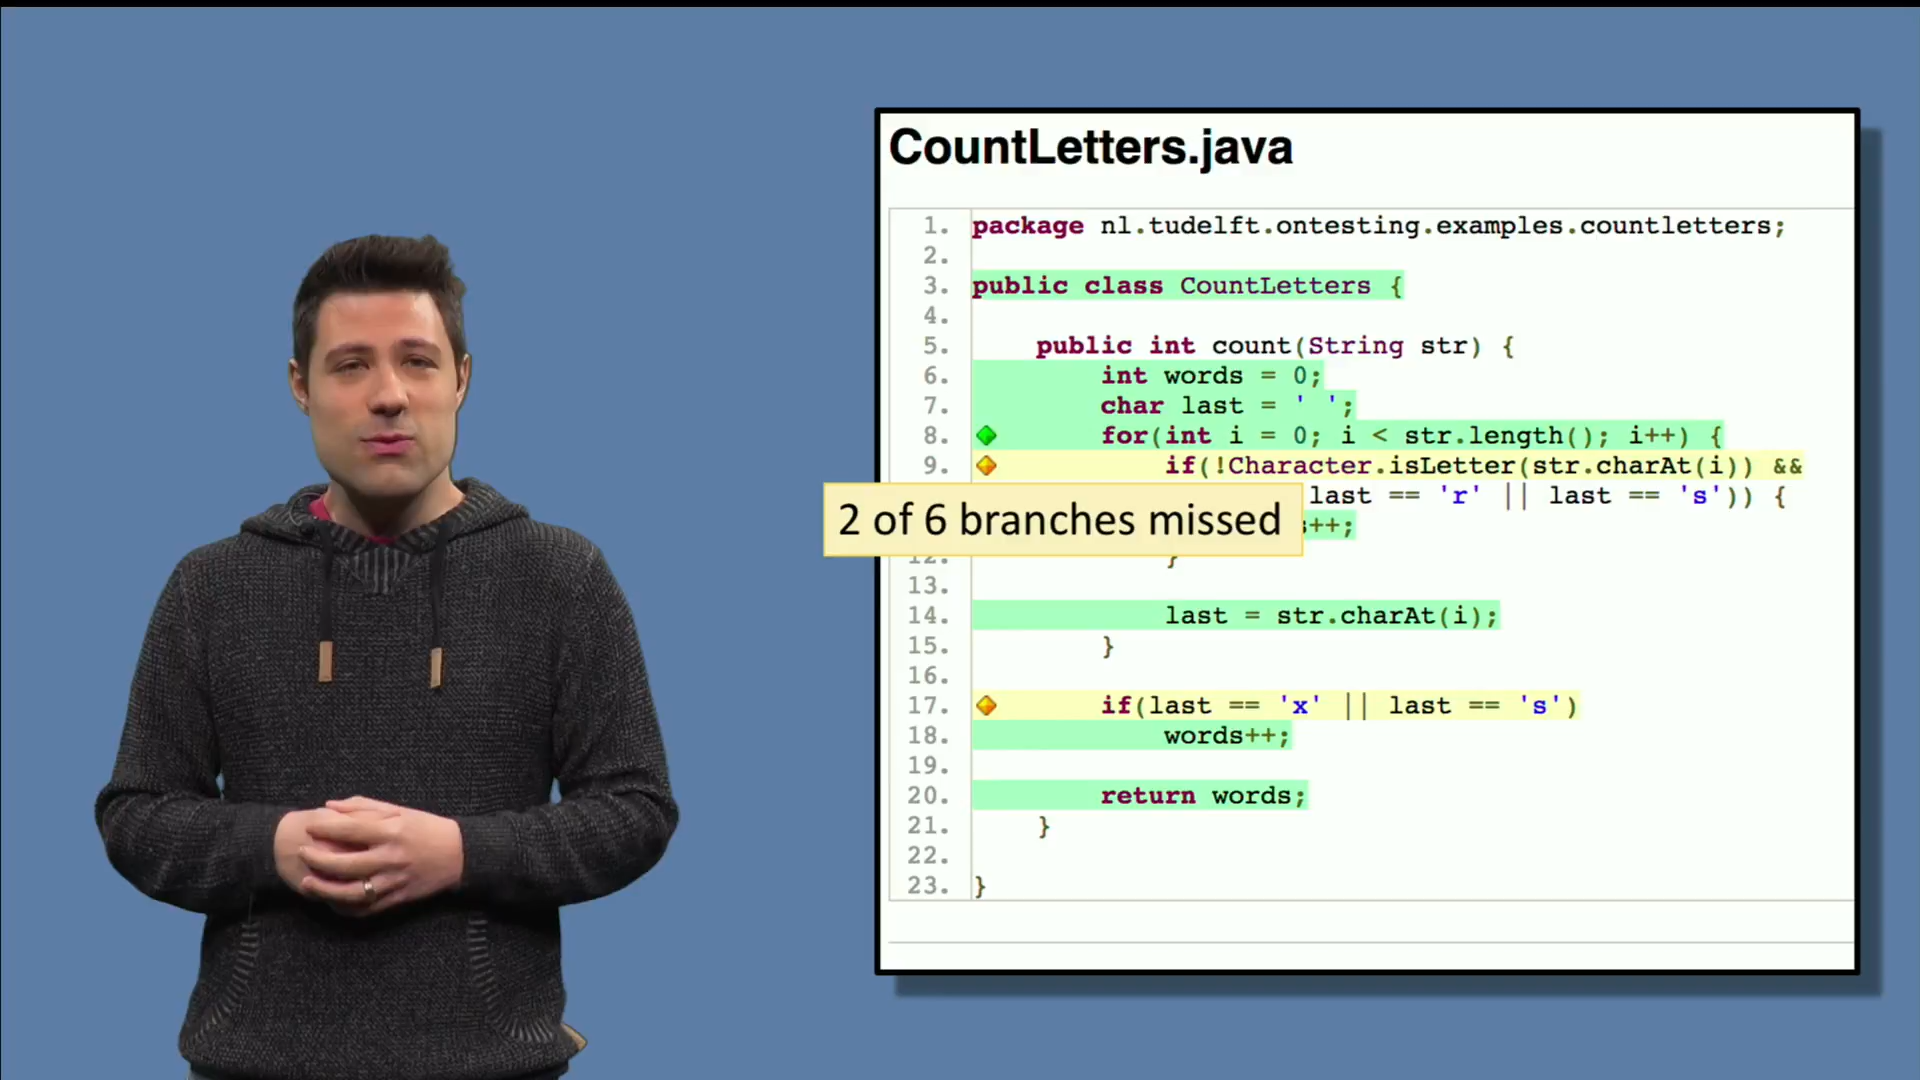 CountLetters.java
1. package nl.tudelft.ontesting.examples.countletters;
2.
3. public class CountLetters {
4.
5. public int count(String str) {
6. int words = 0;
7. char last = ' ';
8. for(int i = 0; i < str.length(); i++) {
9. if(!Character.isLetter(str.charAt(i)) &&
last == 'r' || last == 's')) {
2 of 6 branches missed
s++;
12. }
13.
14. last = str.charAt(i);
15. }
16.
17. if(last == 'x' || last == 's')
18. words++;
19.
20. return words;
21. }
22.
23. }